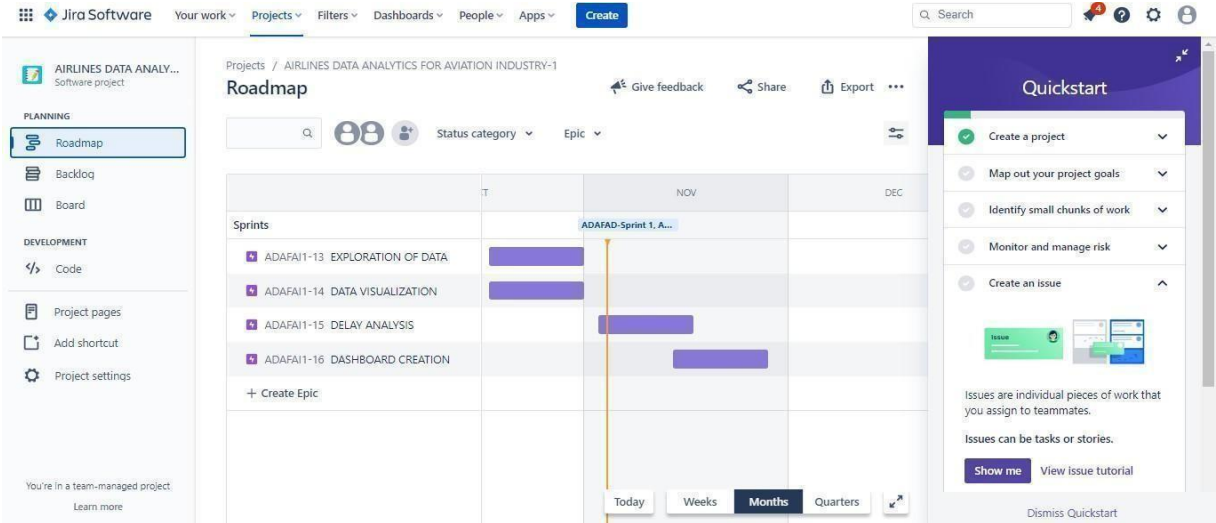 Jira Software Your work Projects Filters Dashboards People Apps Create Search 4
AIRLINES DATA ANALY...
Software project
PLANNING
Roadmap
Backlog
Board
DEVELOPMENT
Code
Project pages
Add shortcut
Project settings
You're in a team-managed project
Learn more
Projects / AIRLINES DATA ANALYTICS FOR AVIATION INDUSTRY-1
Roadmap
Give feedback Share Export
Status category Epic
T NOV DEC
Sprints
ADAFAD-Sprint 1, A...
ADAFAI1-13 EXPLORATION OF DATA
ADAFAI1-14 DATA VISUALIZATION
ADAFAI1-15 DELAY ANALYSIS
ADAFAI1-16 DASHBOARD CREATION
+ Create Epic
Today Weeks Months Quarters
Quickstart
Create a project
Map out your project goals
Identify small chunks of work
Monitor and manage risk
Create an issue
Issue
Issues are individual pieces of work that
you assign to teammates.
Issues can be tasks or stories.
Show me View issue tutorial
Dismiss Quickstart